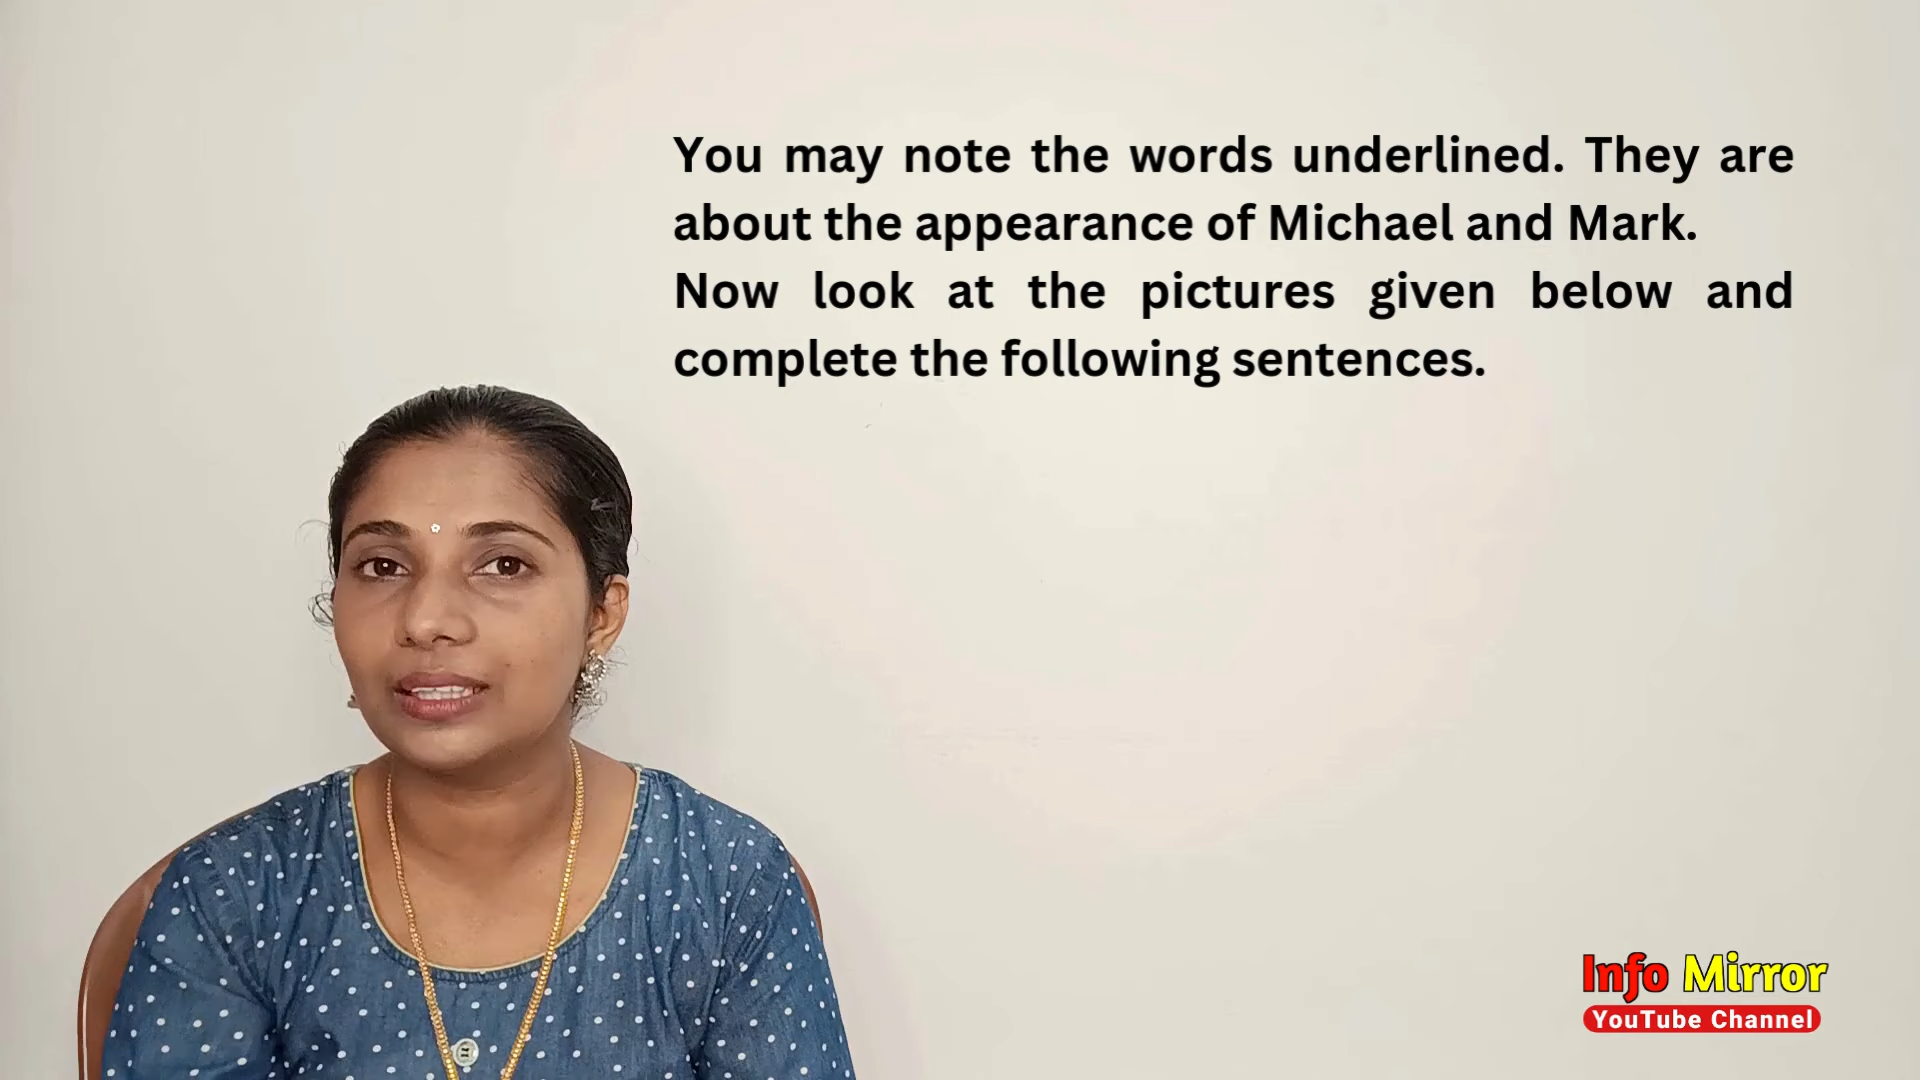 You may note the words underlined. They are
about the appearance of Michael and Mark.
Now look at the pictures given below and
complete the following sentences.
Info Mirror
YouTube Channel